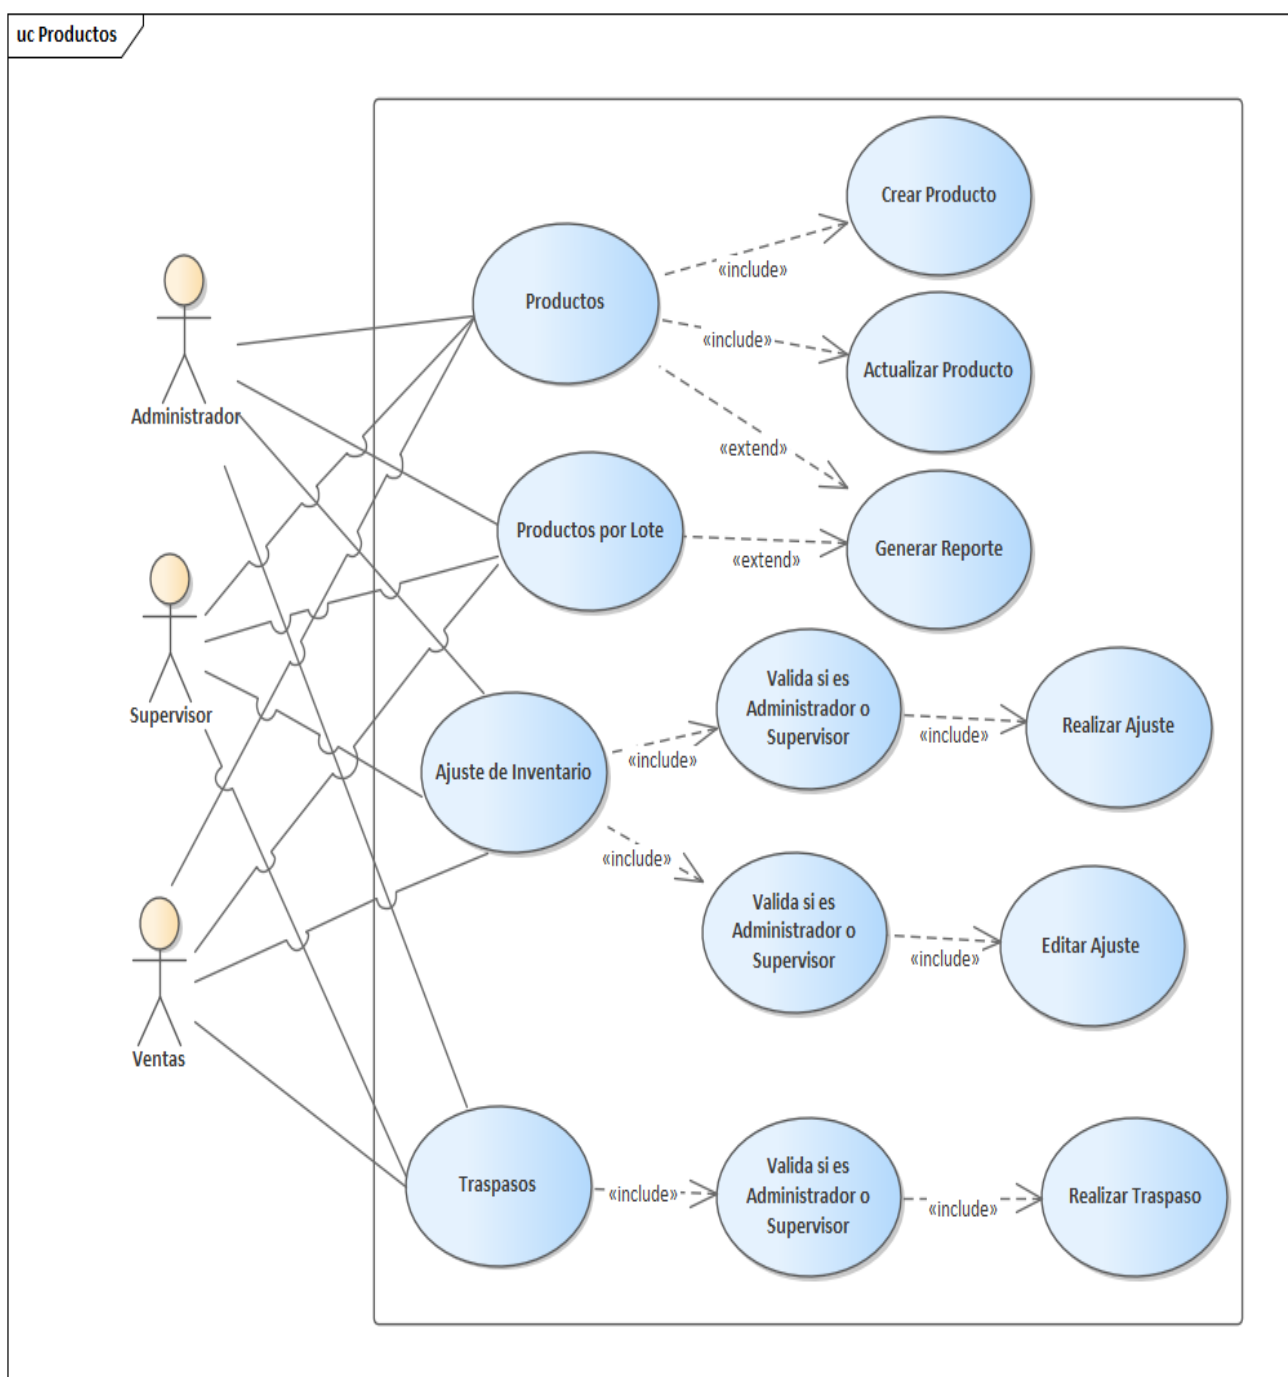 uc Productos
Crear Producto
Productos
«include»
Actualizar Producto
«include»
Administrador
«extend»
Productos por Lote
Generar Reporte
«extend»
Supervisor
Valida si es
Administrador o
Supervisor
Realizar Ajuste
«include»
Ajuste de Inventario
«include»
«include»
Valida si es
Administrador o
Supervisor
Editar Ajuste
«include»
Ventas
Traspasos
«include»
Valida si es
Administrador o
Supervisor
«include»
Realizar Traspaso